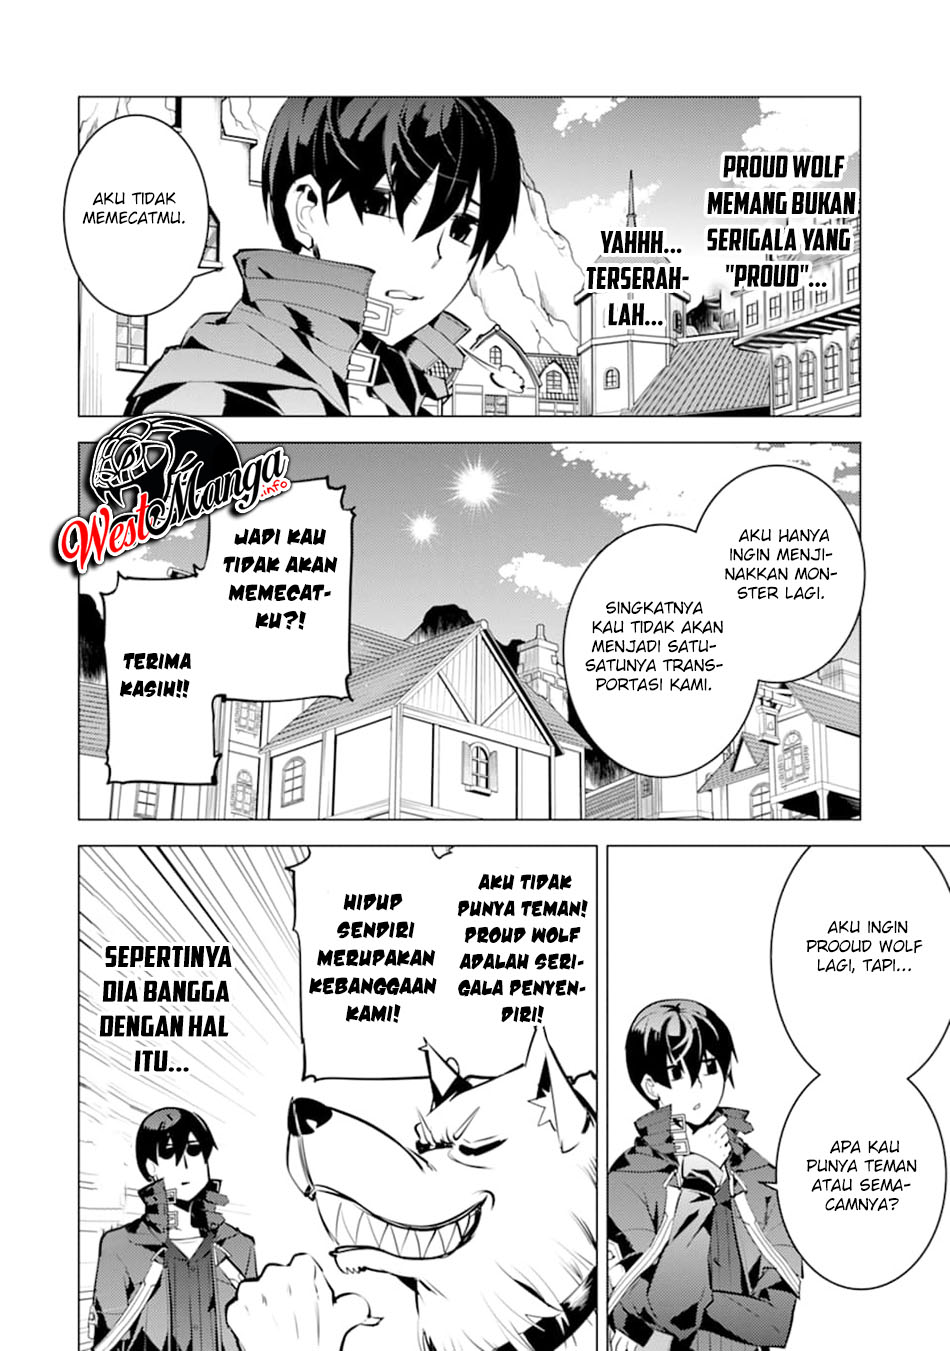 PROUD WOLF
MEMANG BUKAN
SERIGALA YANG
"PROUD"...
YAHHH...
TERSERAH-
LAH...
AKU TIDAK
MEMECATMU.
AKU HANYA
INGIN MENJI-
NAKKAN MON-
STER LAGI.
SINGKATNYA
KAU TIDAK AKAN
MENJADI SATU-
SATUNYA TRANS-
PORTASI KAMI.
JADI KAU
TIDAK AKAN
MEMECAT-
KU?!
TERIMA
KASIH!!
WestManga
.info
AKU INGIN
PROOUD WOLF
LAGI, TAPI...
APA KAU
PUNYA TEMAN
ATAU SEMA-
CAMNYA?
AKU TIDAK
PUNYA TEMAN!
PROUD WOLF
ADALAH SERI-
GALA PENYEN-
DIRI!
HIDUP
SENDIRI
MERUPAKAN
KEBANGGAAN
KAMI!
SEPERTINYA
DIA BANGGA
DENGAN HAL
ITU...